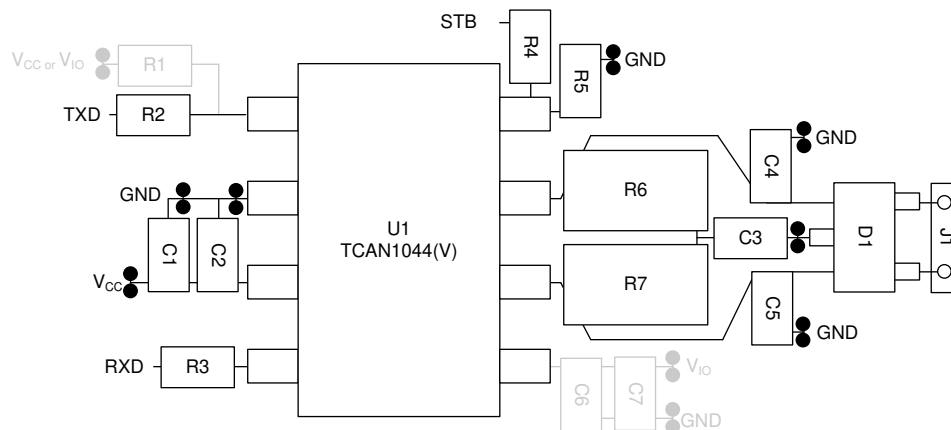 STB
R4
R5
GND
VCC or VIO
R1
TXD
R2
GND
C1
C2
VCC
RXD
R3
U1
TCAN1044(V)
R6
R7
C4
GND
C3
D1
J1
C5
GND
C6
C7
VIO
GND